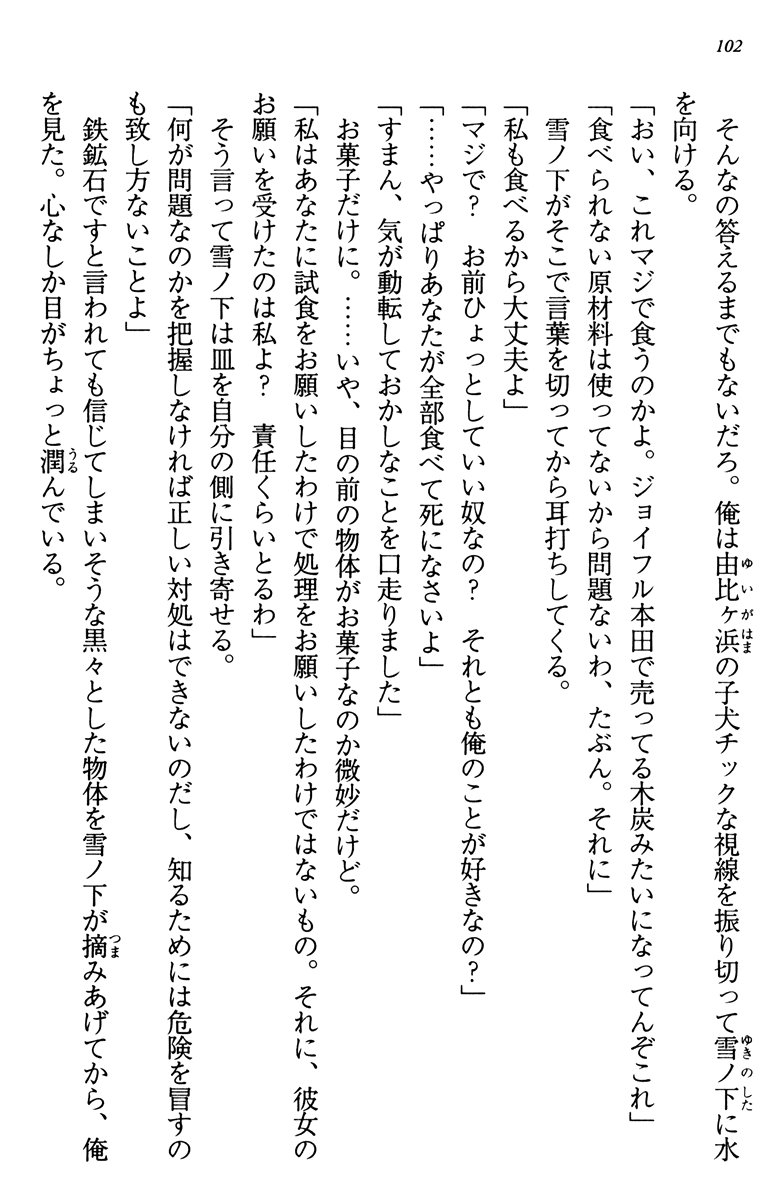 102
そんなの答えるまでもないだろ。俺は由比ヶ浜の子犬チックな視線を振り切って雪ノ下に水
を向ける。
「おい、これマジで食うのかよ。ジョイフル本田で売ってる木炭みたいになってんぞこれ」
「食べられない原材料は使ってないから問題ないわ、たぶん。それに」
雪ノ下がそこで言葉を切ってから耳打ちしてくる。
「私も食べるから大丈夫よ」
「マジで？　お前ひょっとしていい奴なの？　それとも俺のことが好きなの？」
「……やっぱりあなたが全部食べて死になさいよ」
「すまん、気が動転しておかしなことを口走りました」
お菓子だけに。……いや、目の前の物体がお菓子なのか微妙だけど。
「私はあなたに試食をお願いしたわけで処理をお願いしたわけではないもの。それに、彼女の
お願いを受けたのは私よ？　責任くらいとるわ」
そう言って雪ノ下は皿を自分の側に引き寄せる。
「何が問題なのかを把握しなければ正しい対処はできないのだし、知るためには危険を冒すの
も致し方ないことよ」
鉄鉱石ですと言われても信じてしまいそうな黒々とした物体を雪ノ下が摘みあげてから、俺
を見た。心なしか目がちょっと潤んでいる。